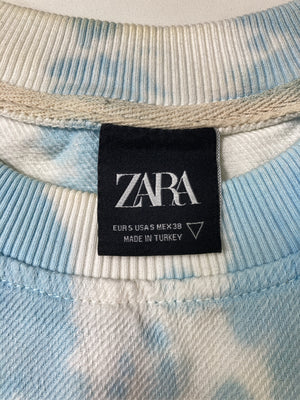 ZARA
EUR S USA S MEX 38
MADE IN TURKEY